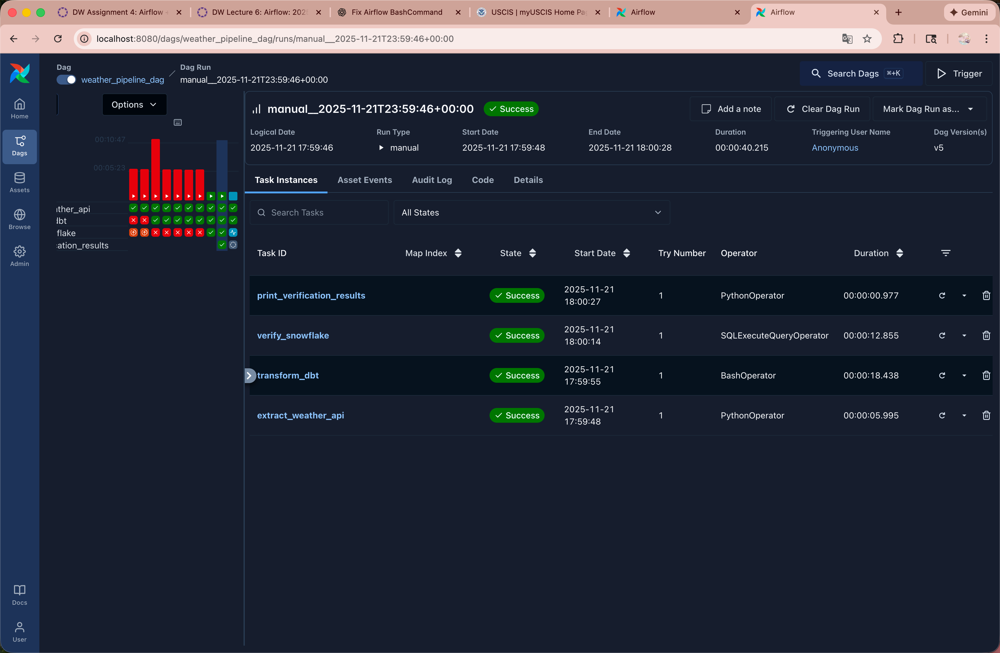 DW Assignment 4: Airflow
DW Lecture 6: Airflow: 202
Fix Airflow BashCommand
USCIS | myUSCIS Home Pag
Airflow
Airflow
Gemini
localhost:8080/dags/weather_pipeline_dag/runs/manual__2025-11-21T23:59:46+00:00
Home
Dags
Assets
Browse
Admin
Docs
User
Dag
weather_pipeline_dag
Dag Run
manual__2025-11-21T23:59:46+00:00
Search Dags
⌘+K
Trigger
Options
00:10:47
00:05:23
ther_api
dbt
flake
cation_results
manual__2025-11-21T23:59:46+00:00
Success
Add a note
Clear Dag Run
Mark Dag Run as...
Logical Date Run Type Start Date End Date Duration Triggering User Name Dag Version(s)
2025-11-21 17:59:46 manual 2025-11-21 17:59:48 2025-11-21 18:00:28 00:00:40.215 Anonymous v5
Task Instances Asset Events Audit Log Code Details
Search Tasks
All States
Task ID Map Index State Start Date Try Number Operator Duration
print_verification_results Success 2025-11-21 18:00:27 1 PythonOperator 00:00:00.977
verify_snowflake Success 2025-11-21 18:00:14 1 SQLExecuteQueryOperator 00:00:12.855
transform_dbt Success 2025-11-21 17:59:55 1 BashOperator 00:00:18.438
extract_weather_api Success 2025-11-21 17:59:48 1 PythonOperator 00:00:05.995